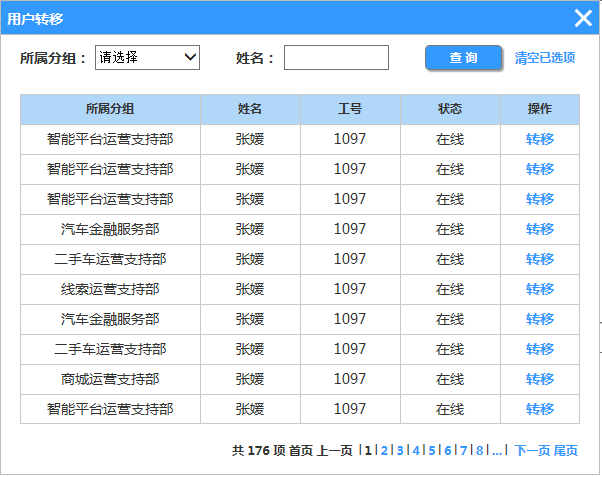 用户转移
所属分组： 请选择 姓名： 查 询 清空已选项
所属分组 姓名 工号 状态 操作
智能平台运营支持部 张媛 1097 在线 转移
智能平台运营支持部 张媛 1097 在线 转移
智能平台运营支持部 张媛 1097 在线 转移
汽车金融服务部 张媛 1097 在线 转移
二手车运营支持部 张媛 1097 在线 转移
线索运营支持部 张媛 1097 在线 转移
汽车金融服务部 张媛 1097 在线 转移
二手车运营支持部 张媛 1097 在线 转移
商城运营支持部 张媛 1097 在线 转移
智能平台运营支持部 张媛 1097 在线 转移
共 176 项 首页 上一页 | 1 | 2 | 3 | 4 | 5 | 6 | 7 | 8 | ... | 下一页 尾页